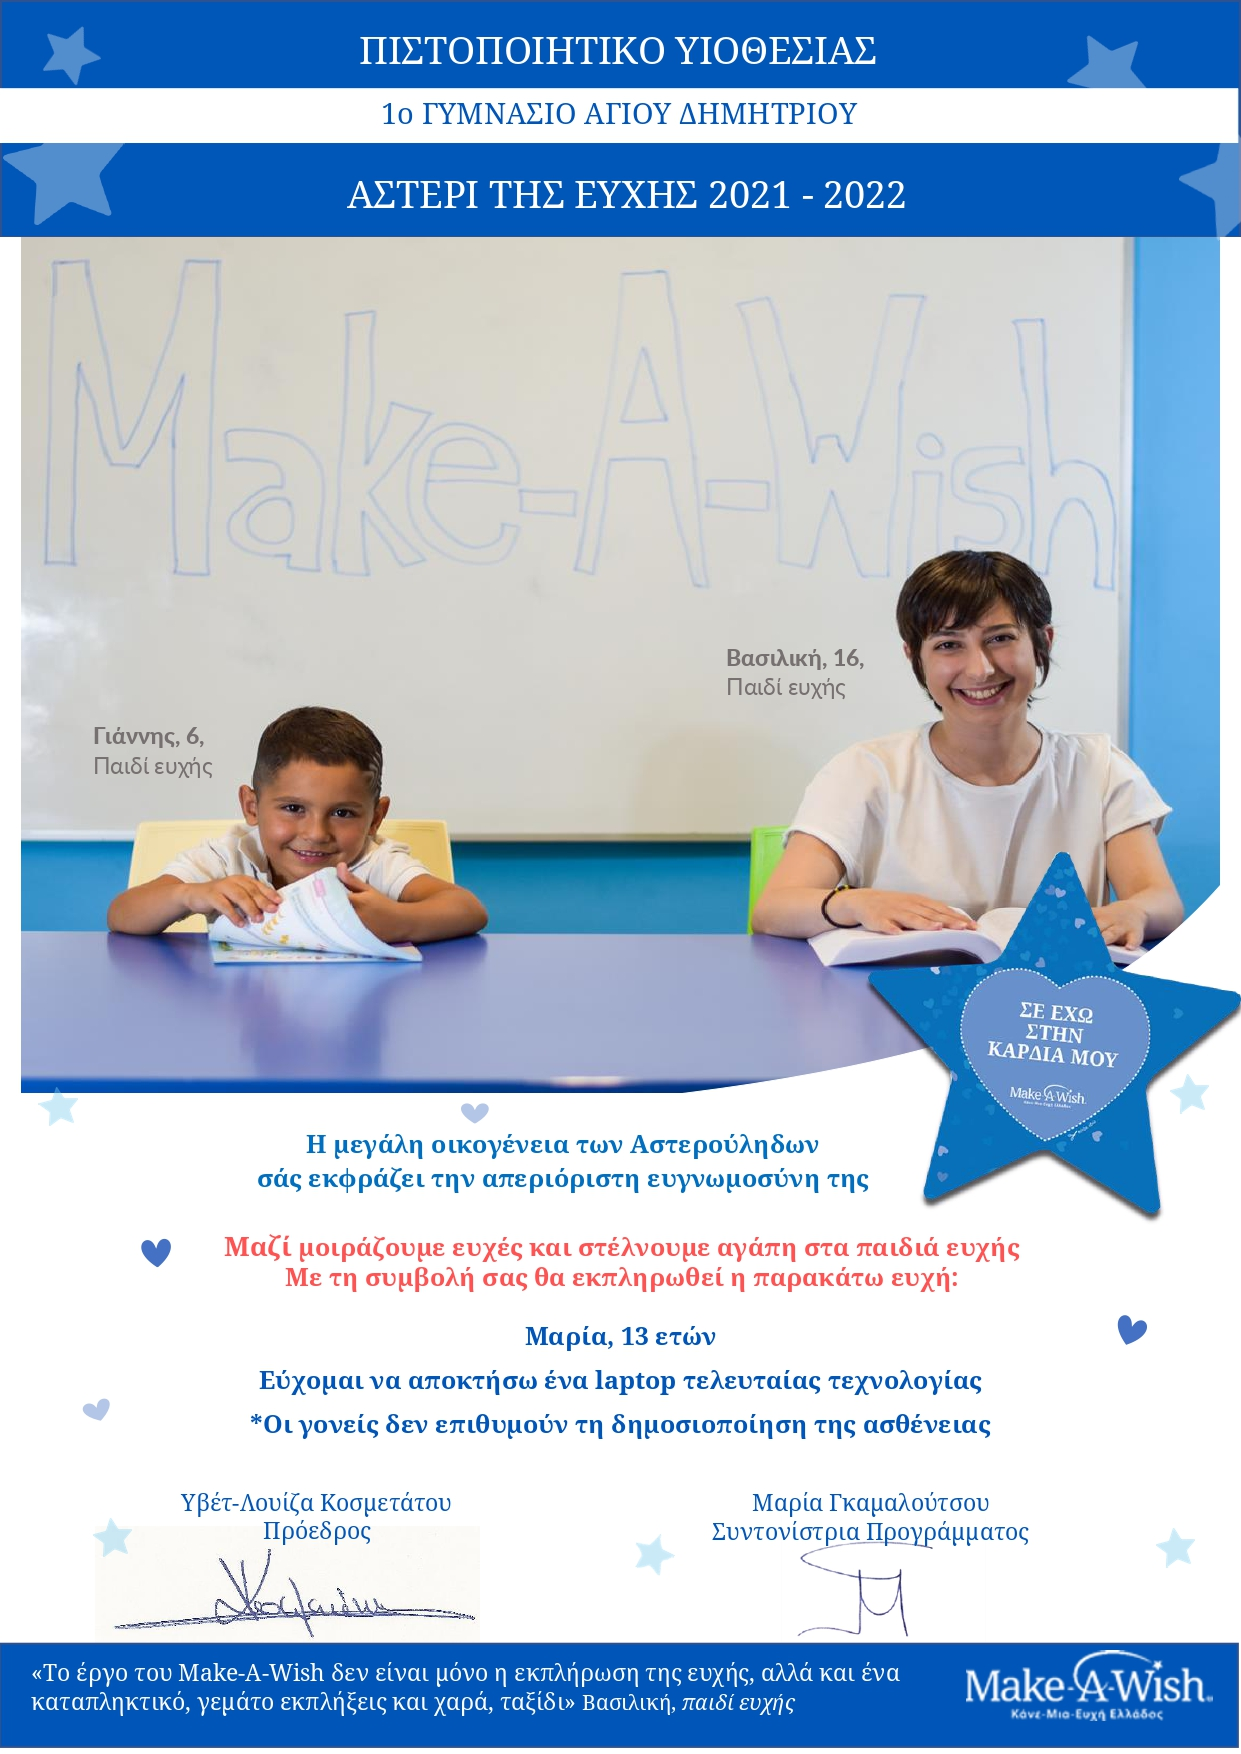 ΠΙΣΤΟΠΟΙΗΤΙΚΟ ΥΙΟΘΕΣΙΑΣ
1ο ΓΥΜΝΑΣΙΟ ΑΓΙΟΥ ΔΗΜΗΤΡΙΟΥ
ΑΣΤΕΡΙ ΤΗΣ ΕΥΧΗΣ 2021 - 2022
Make-A-Wish
Βασιλική, 16,
Παιδί ευχής
Γιάννης, 6,
Παιδί ευχής
ΣΕ ΕΧΩ
ΣΤΗΝ
ΚΑΡΔΙΑ ΜΟΥ
Make-A-Wish
Κάνε-Μια-Ευχή Ελλάδος
Η μεγάλη οικογένεια των Αστερούληδων
σάς εκφράζει την απεριόριστη ευγνωμοσύνη της
Μαζί μοιράζουμε ευχές και στέλνουμε αγάπη στα παιδιά ευχής
Με τη συμβολή σας θα εκπληρωθεί η παρακάτω ευχή:
Μαρία, 13 ετών
Εύχομαι να αποκτήσω ένα laptop τελευταίας τεχνολογίας
*Οι γονείς δεν επιθυμούν τη δημοσιοποίηση της ασθένειας
Υβέτ-Λουίζα Κοσμετάτου
Πρόεδρος
Μαρία Γκαμαλούτσου
Συντονίστρια Προγράμματος
«Το έργο του Make-A-Wish δεν είναι μόνο η εκπλήρωση της ευχής, αλλά και ένα
καταπληκτικό, γεμάτο εκπλήξεις και χαρά, ταξίδι» Βασιλική, παιδί ευχής
Make-A-Wish
Κάνε-Μια-Ευχή Ελλάδος